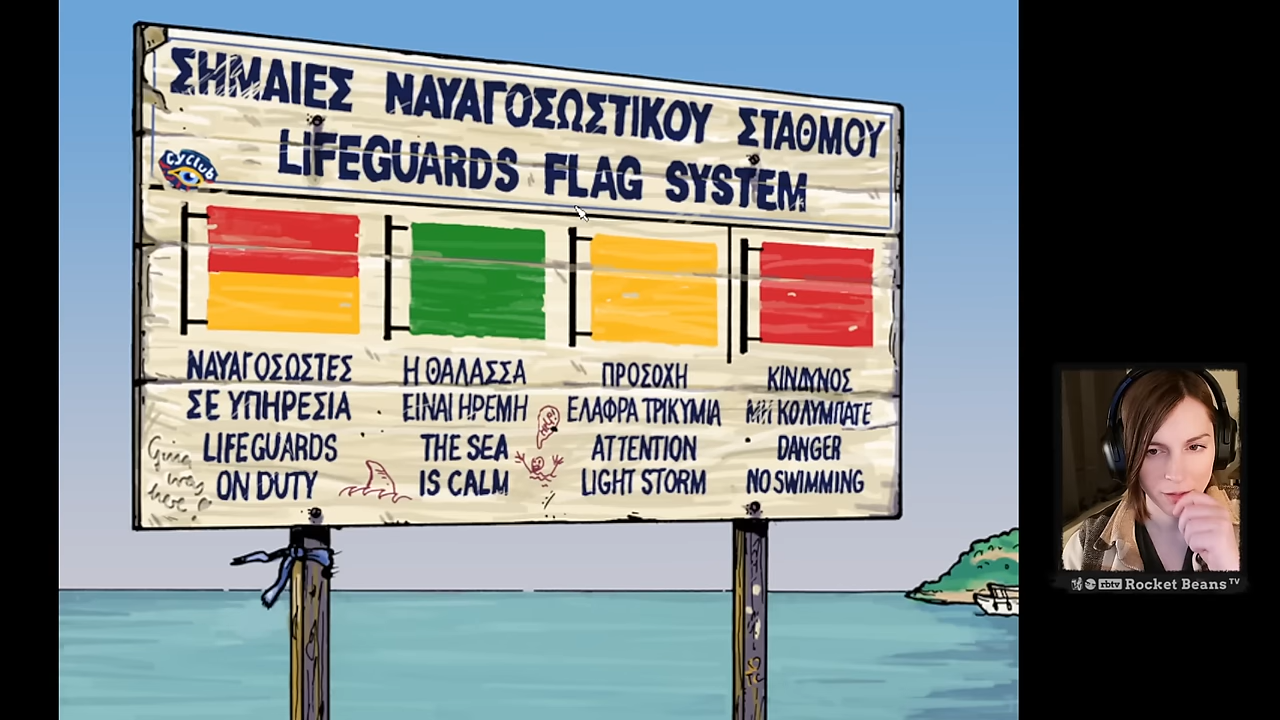 ΣΗΜΑΙΕΣ ΝΑΥΑΓΟΣΩΣΤΙΚΟΥ ΣΤΑΘΜΟΥ
LIFEGUARDS FLAG SYSTEM
CyClub
ΝΑΥΑΓΟΣΩΣΤΕΣ
ΣΕ ΥΠΗΡΕΣΙΑ
LIFEGUARDS
ON DUTY
Η ΘΑΛΑΣΣΑ
ΕΙΝΑΙ ΗΡΕΜΗ
THE SEA
IS CALM
ΠΡΟΣΟΧΗ
ΕΛΑΦΡΑ ΤΡΙΚΥΜΙΑ
ATTENTION
LIGHT STORM
ΚΙΝΔΥΝΟΣ
ΜΗ ΚΟΛΥΜΠΑΤΕ
DANGER
NO SWIMMING
Gina
was
here
rbtv Rocket Beans TV